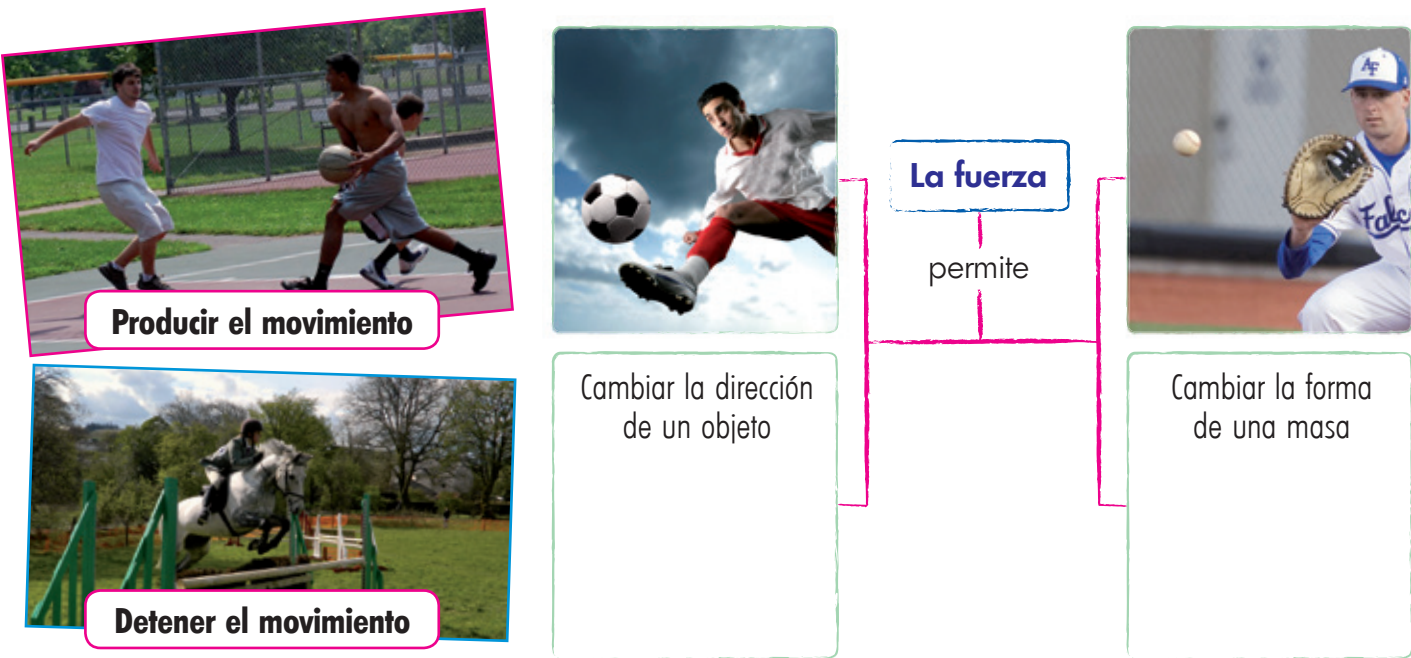 Producir el movimiento
Detener el movimiento
Cambiar la dirección
de un objeto
La fuerza
permite
AF
Falc
Cambiar la forma
de una masa